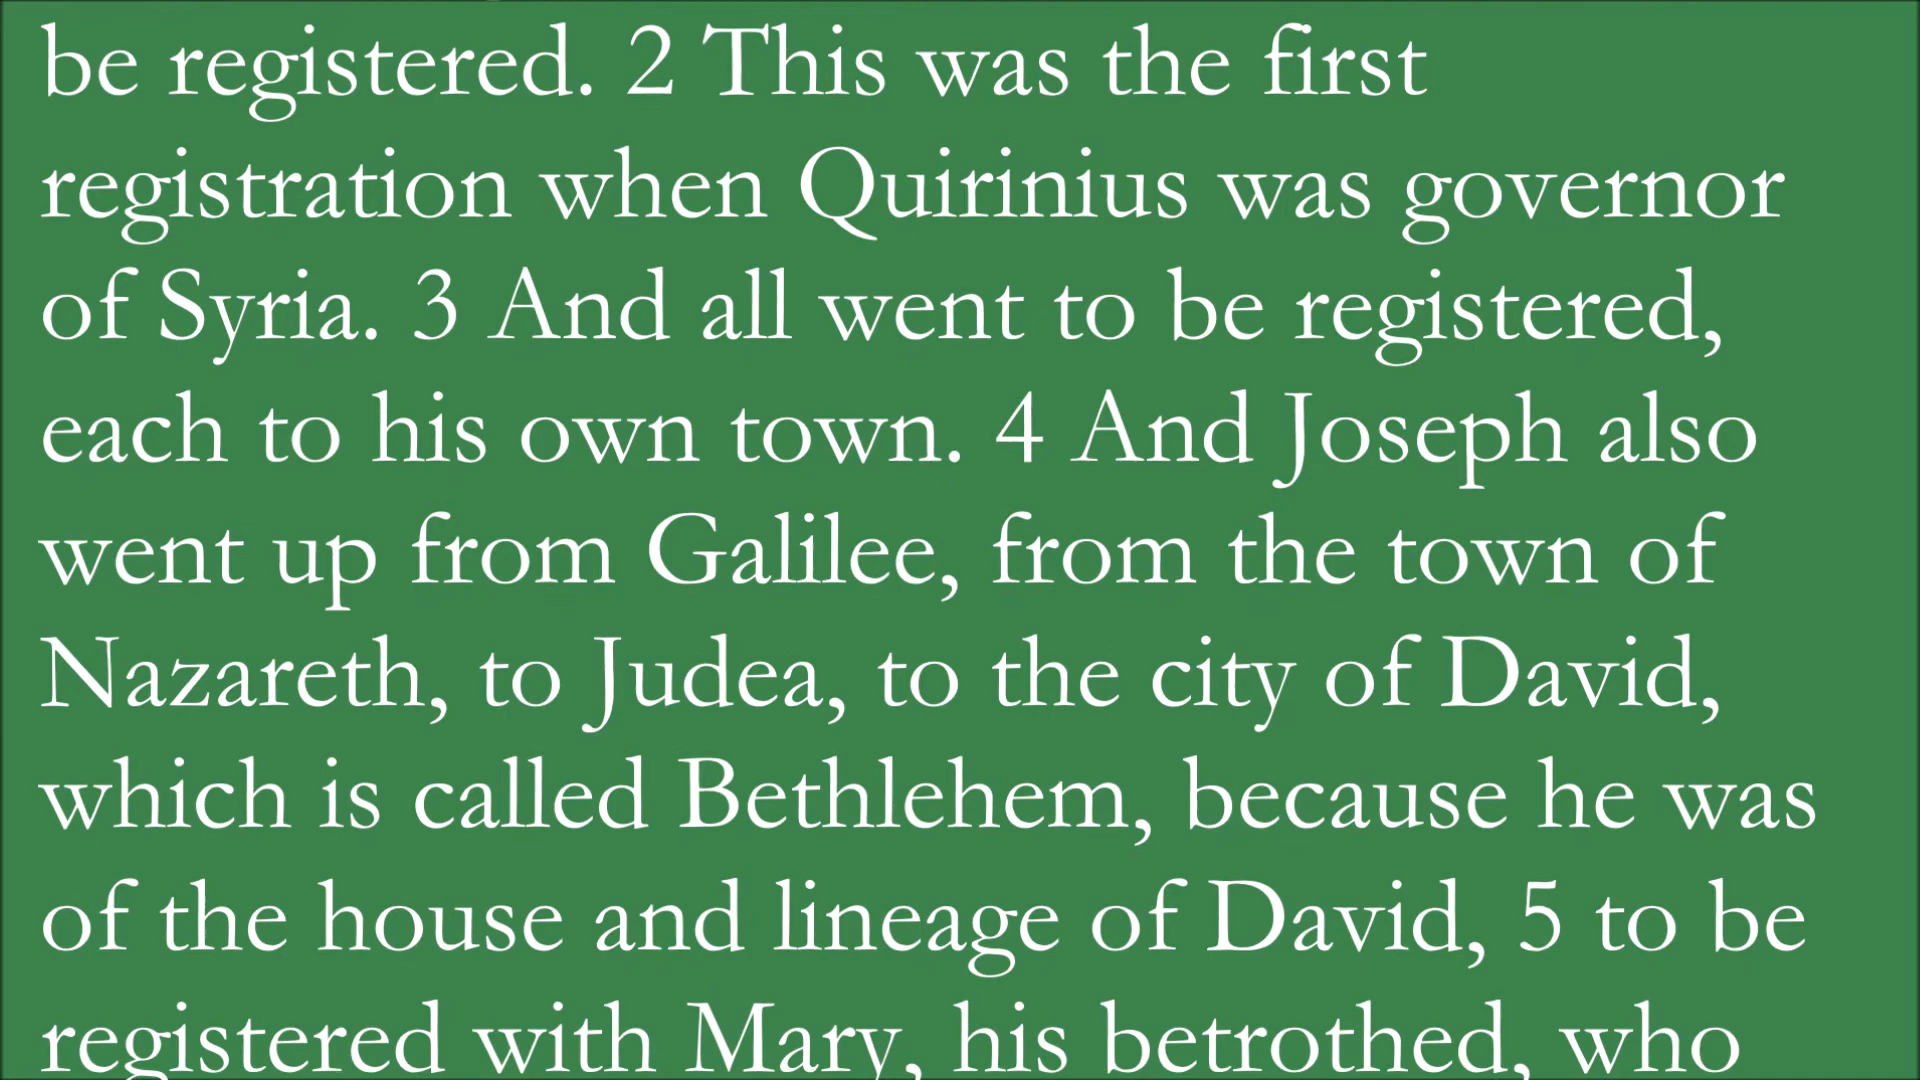 be registered. 2 This was the first
registration when Quirinius was governor
of Syria. 3 And all went to be registered,
each to his own town. 4 And Joseph also
went up from Galilee, from the town of
Nazareth, to Judea, to the city of David,
which is called Bethlehem, because he was
of the house and lineage of David, 5 to be
registered with Mary, his betrothed, who